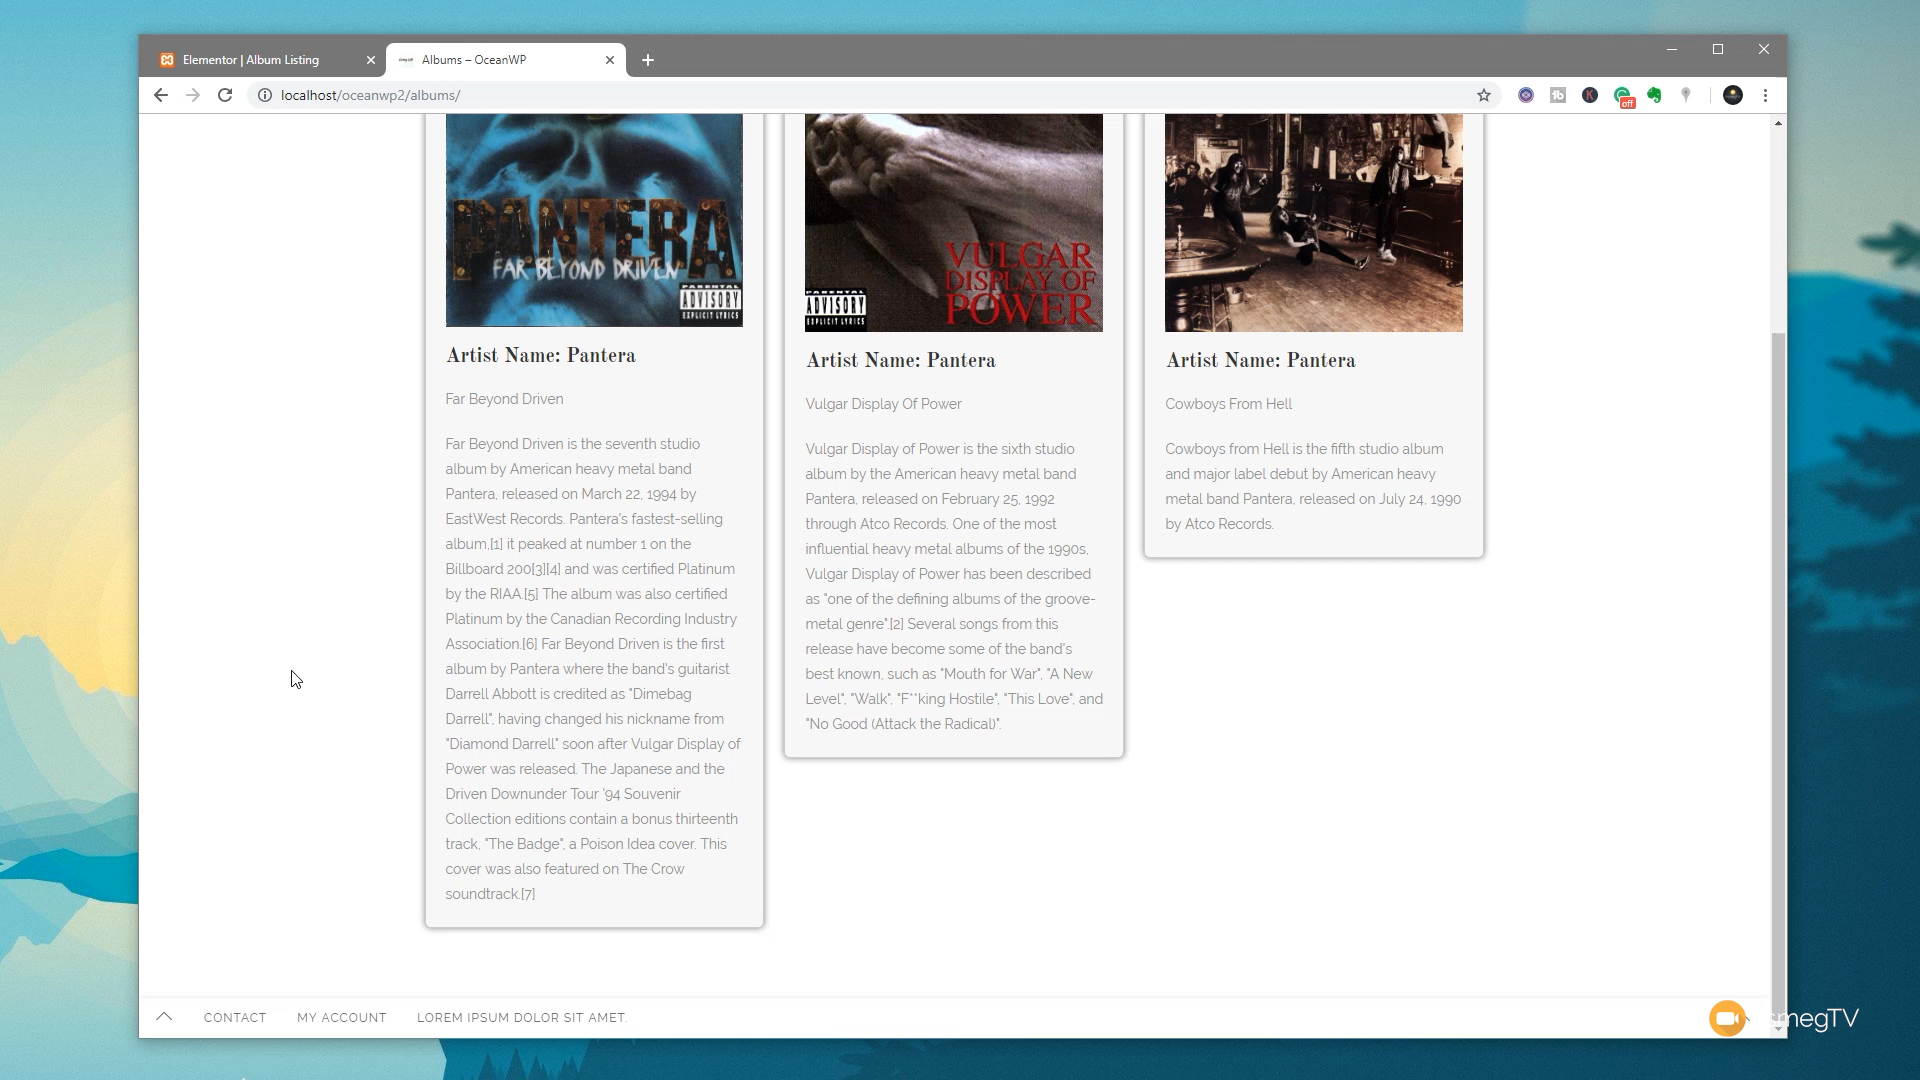 Elementor | Album Listing
Albums – OceanWP
localhost/oceanwp2/albums/
off
PANTERA
FAR BEYOND DRIVEN
PARENTAL
ADVISORY
EXPLICIT LYRICS
VULGAR
DISPLAY OF
POWER
PARENTAL
ADVISORY
EXPLICIT LYRICS
Artist Name: Pantera
Far Beyond Driven
Far Beyond Driven is the seventh studio
album by American heavy metal band
Pantera, released on March 22, 1994 by
EastWest Records. Pantera's fastest-selling
album,[1] it peaked at number 1 on the
Billboard 200[3][4] and was certified Platinum
by the RIAA.[5] The album was also certified
Platinum by the Canadian Recording Industry
Association.[6] Far Beyond Driven is the first
album by Pantera where the band's guitarist
Darrell Abbott is credited as "Dimebag
Darrell", having changed his nickname from
"Diamond Darrell" soon after Vulgar Display of
Power was released. The Japanese and the
Driven Downunder Tour '94 Souvenir
Collection editions contain a bonus thirteenth
track, "The Badge", a Poison Idea cover. This
cover was also featured on The Crow
soundtrack.[7]
Artist Name: Pantera
Vulgar Display Of Power
Vulgar Display of Power is the sixth studio
album by the American heavy metal band
Pantera, released on February 25, 1992
through Atco Records. One of the most
influential heavy metal albums of the 1990s,
Vulgar Display of Power has been described
as "one of the defining albums of the groove-
metal genre".[2] Several songs from this
release have become some of the band's
best known, such as "Mouth for War", "A New
Level", "Walk", "F**king Hostile", "This Love", and
"No Good (Attack the Radical)".
Artist Name: Pantera
Cowboys From Hell
Cowboys from Hell is the fifth studio album
and major label debut by American heavy
metal band Pantera, released on July 24, 1990
by Atco Records.
CONTACT
MY ACCOUNT
LOREM IPSUM DOLOR SIT AMET.